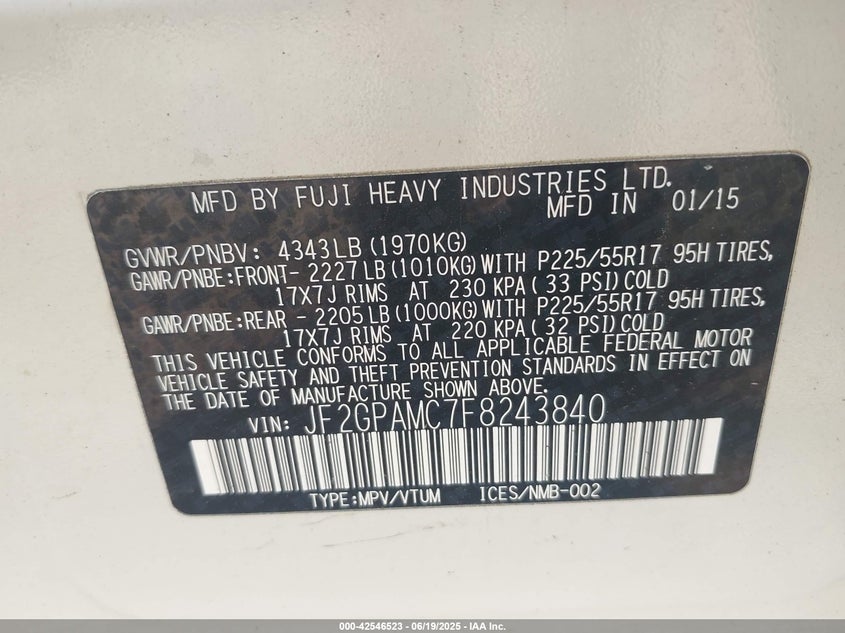 MFD BY FUJI HEAVY INDUSTRIES LTD.
MFD IN 01/15
GVWR/PNBV: 4343LB (1970KG)
GAWR/PNBE:FRONT- 2227 LB (1010KG) WITH P225/55R17 95H TIRES,
17X7J RIMS AT 230 KPA ( 33 PSI) COLD
GAWR/PNBE:REAR - 2205 LB (1000KG) WITH P225/55R17 95H TIRES,
17X7J RIMS AT 220 KPA ( 32 PSI) COLD
THIS VEHICLE CONFORMS TO ALL APPLICABLE FEDERAL MOTOR
VEHICLE SAFETY AND THEFT PREVENTION STANDARDS IN EFFECT ON
THE DATE OF MANUFACTURE SHOWN ABOVE.
VIN: JF2GPAMC7F8243840
TYPE:MPV/VTUM ICES/NMB-002
000-42546523 - 06/19/2025 - IAA Inc.